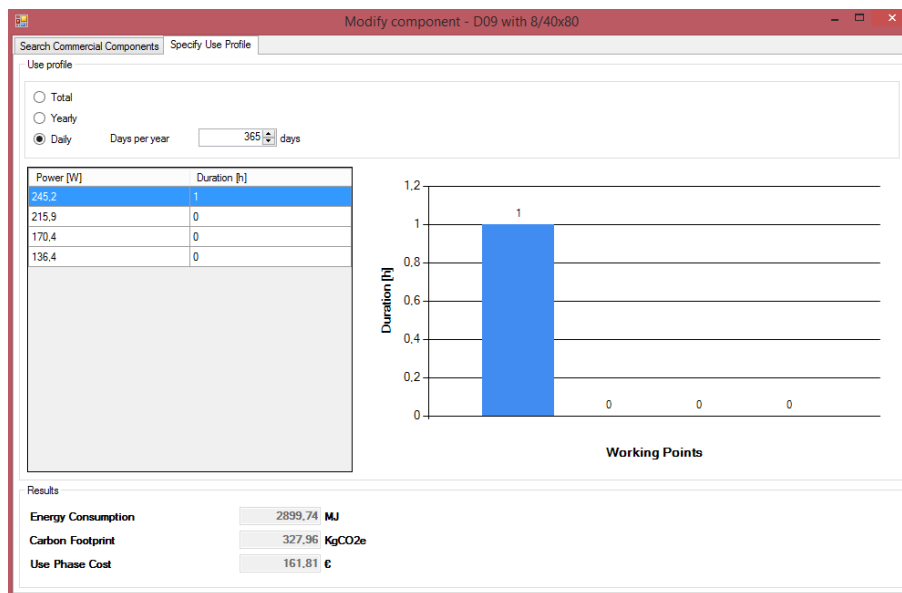 Modify component - D09 with 8/40x80
Search Commercial Components Specify Use Profile
Use profile
Total
Yearly
Daily Days per year 365 days
Power [W] Duration [h]
245,2 1
215,9 0
170,4 0
136,4 0
1,2
1
0,8
0,6
0,4
0,2
0
Duration [h]
1
0 0 0
Working Points
Results
Energy Consumption 2899,74 MJ
Carbon Footprint 327,96 KgCO2e
Use Phase Cost 161,81 €